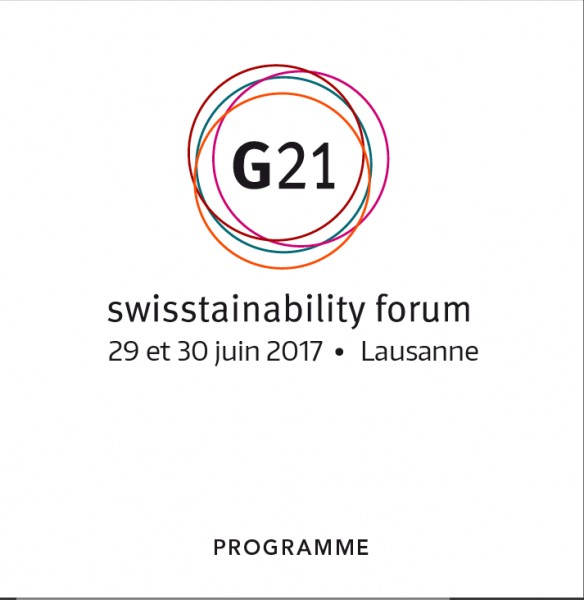 G21
swisstainability forum
29 et 30 juin 2017 • Lausanne
PROGRAMME